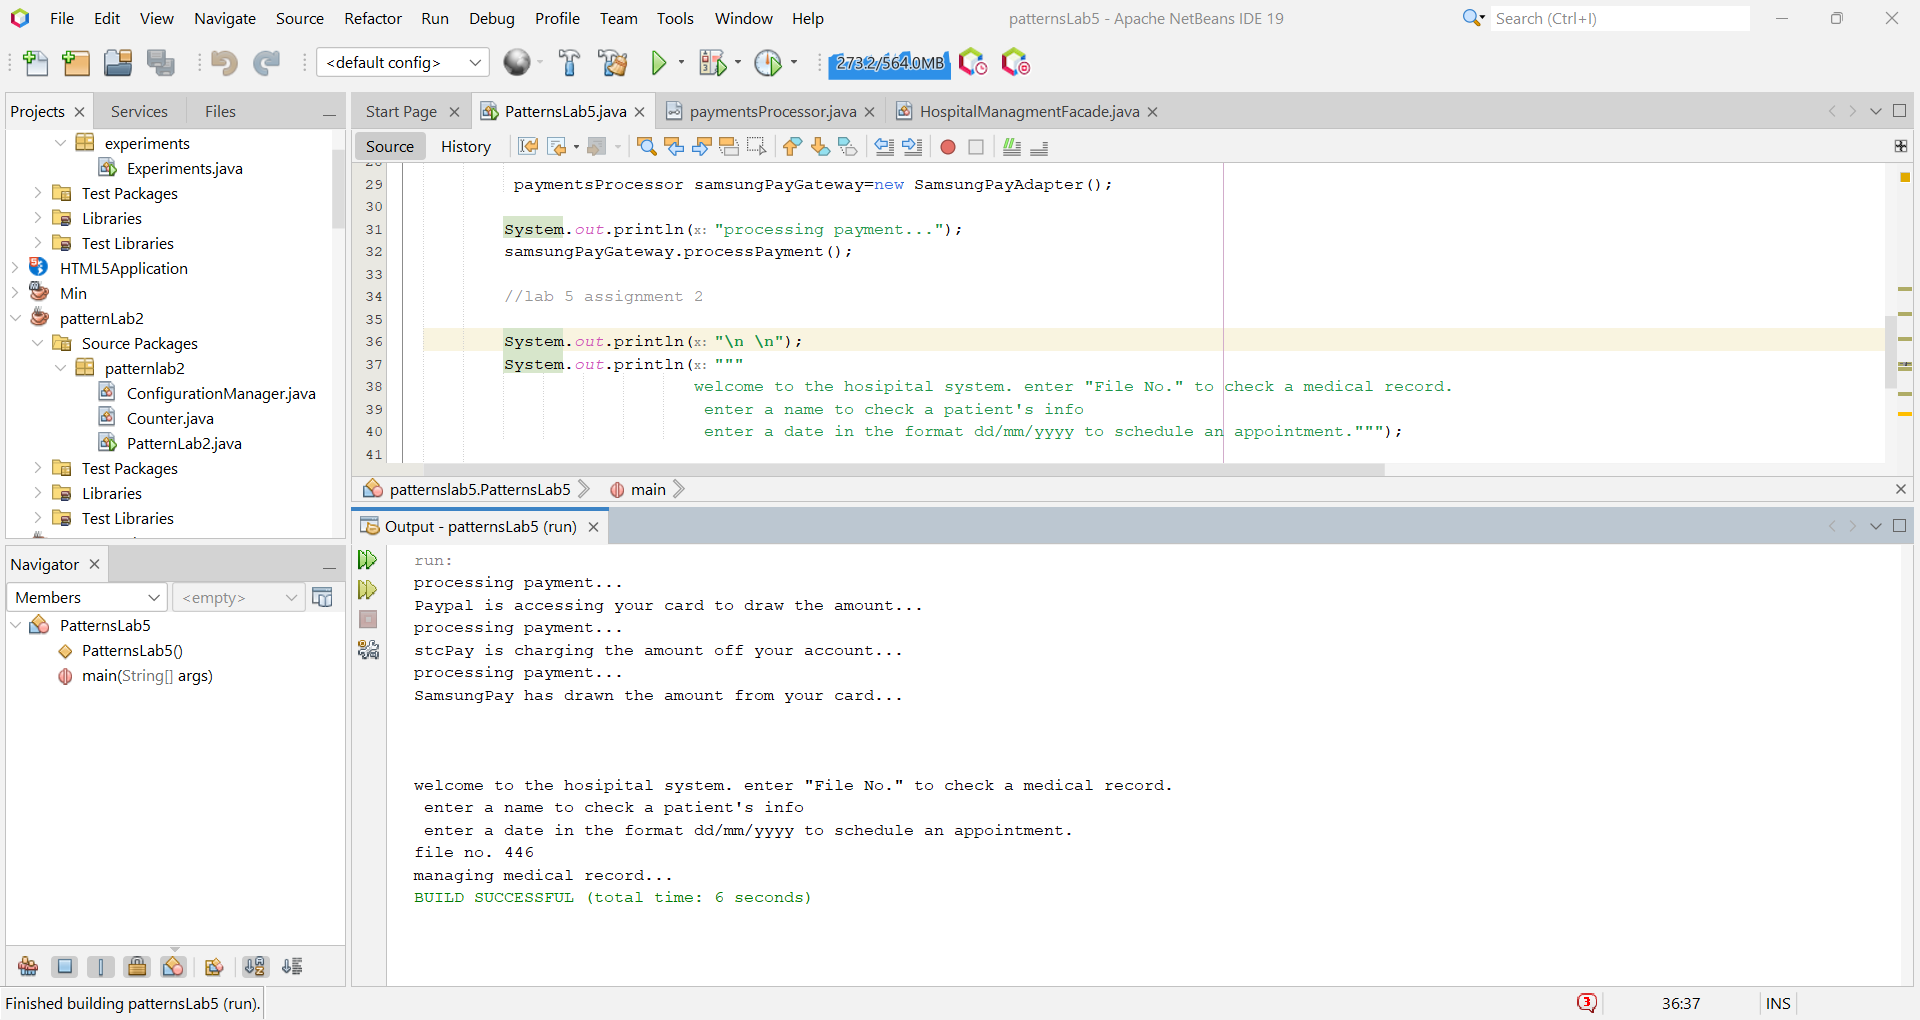 File Edit View Navigate Source Refactor Run Debug Profile Team Tools Window Help
patternsLab5 - Apache NetBeans IDE 19
Search (Ctrl+I)
<default config>
273.2/564.0MB
Projects Services Files
experiments
Experiments.java
Test Packages
Libraries
Test Libraries
HTML5Application
Min
patternLab2
Source Packages
patternlab2
ConfigurationManager.java
Counter.java
PatternLab2.java
Test Packages
Libraries
Test Libraries
Navigator
Members <empty>
PatternsLab5
PatternsLab5()
main(String[] args)
Start Page PatternsLab5.java paymentsProcessor.java HospitalManagmentFacade.java
Source History
29 paymentsProcessor samsungPayGateway=new SamsungPayAdapter();
30
31 System.out.println(x: "processing payment...");
32 samsungPayGateway.processPayment();
33
34 //lab 5 assignment 2
35
36 System.out.println(x: "\n \n");
37 System.out.println(x: """
38 welcome to the hosipital system. enter "File No." to check a medical record.
39 enter a name to check a patient's info
40 enter a date in the format dd/mm/yyyy to schedule an appointment.""");
41
patternslab5.PatternsLab5 main
Output - patternsLab5 (run)
run:
processing payment...
Paypal is accessing your card to draw the amount...
processing payment...
stcPay is charging the amount off your account...
processing payment...
SamsungPay has drawn the amount from your card...
welcome to the hosipital system. enter "File No." to check a medical record.
enter a name to check a patient's info
enter a date in the format dd/mm/yyyy to schedule an appointment.
file no. 446
managing medical record...
BUILD SUCCESSFUL (total time: 6 seconds)
Finished building patternsLab5 (run).
3
36:37
INS